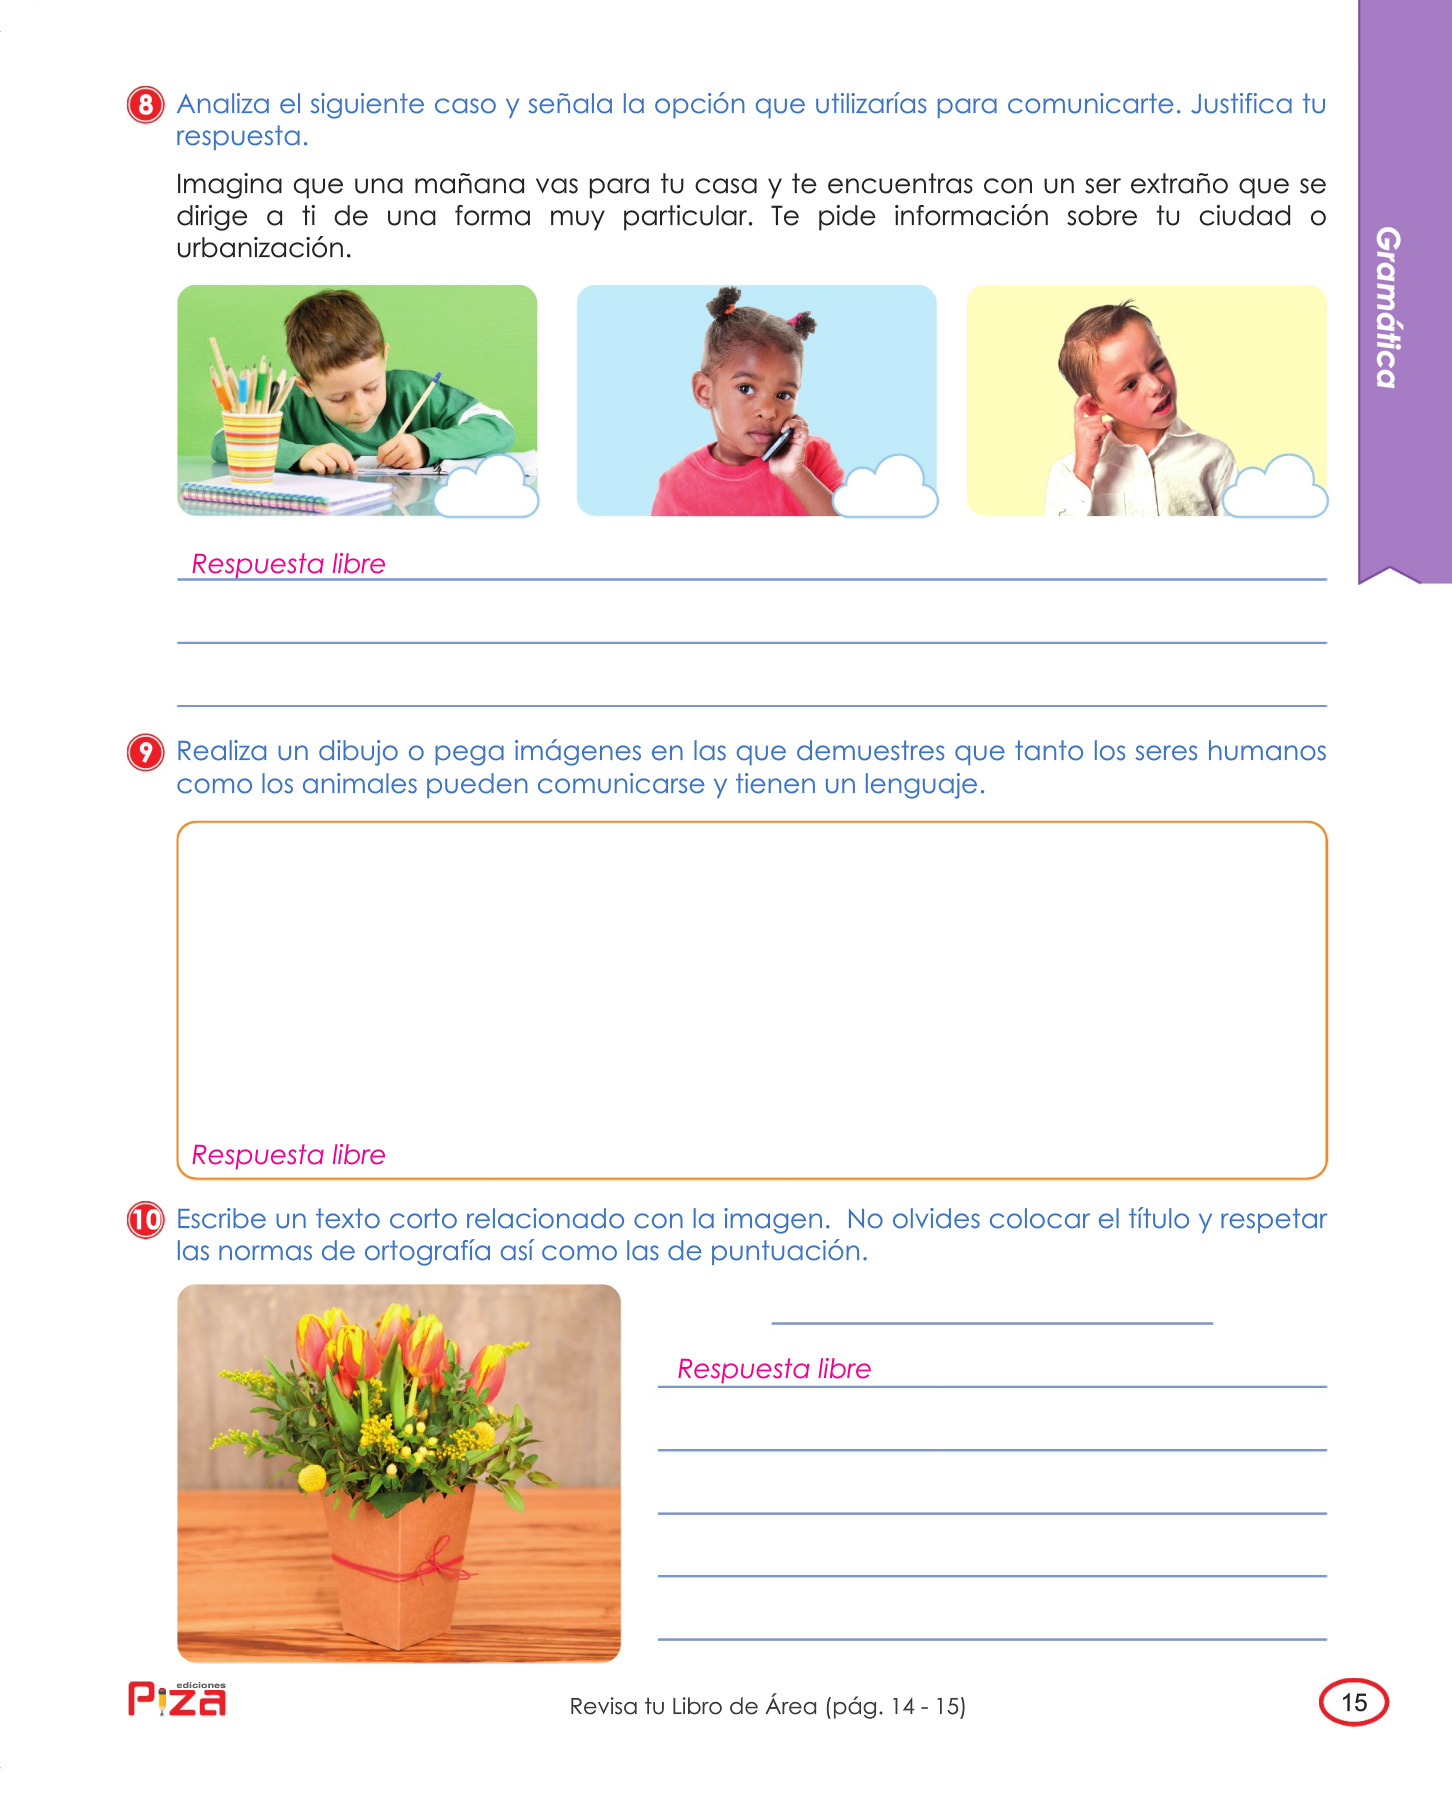 8 Analiza el siguiente caso y señala la opción que utilizarías para comunicarte. Justifica tu
respuesta.
Imagina que una mañana vas para tu casa y te encuentras con un ser extraño que se
dirige a ti de una forma muy particular. Te pide información sobre tu ciudad o
urbanización.
Gramática
Respuesta libre
9 Realiza un dibujo o pega imágenes en las que demuestres que tanto los seres humanos
como los animales pueden comunicarse y tienen un lenguaje.
Respuesta libre
10 Escribe un texto corto relacionado con la imagen. No olvides colocar el título y respetar
las normas de ortografía así como las de puntuación.
Respuesta libre
ediciones
Piza
Revisa tu Libro de Área (pág. 14 - 15)
15